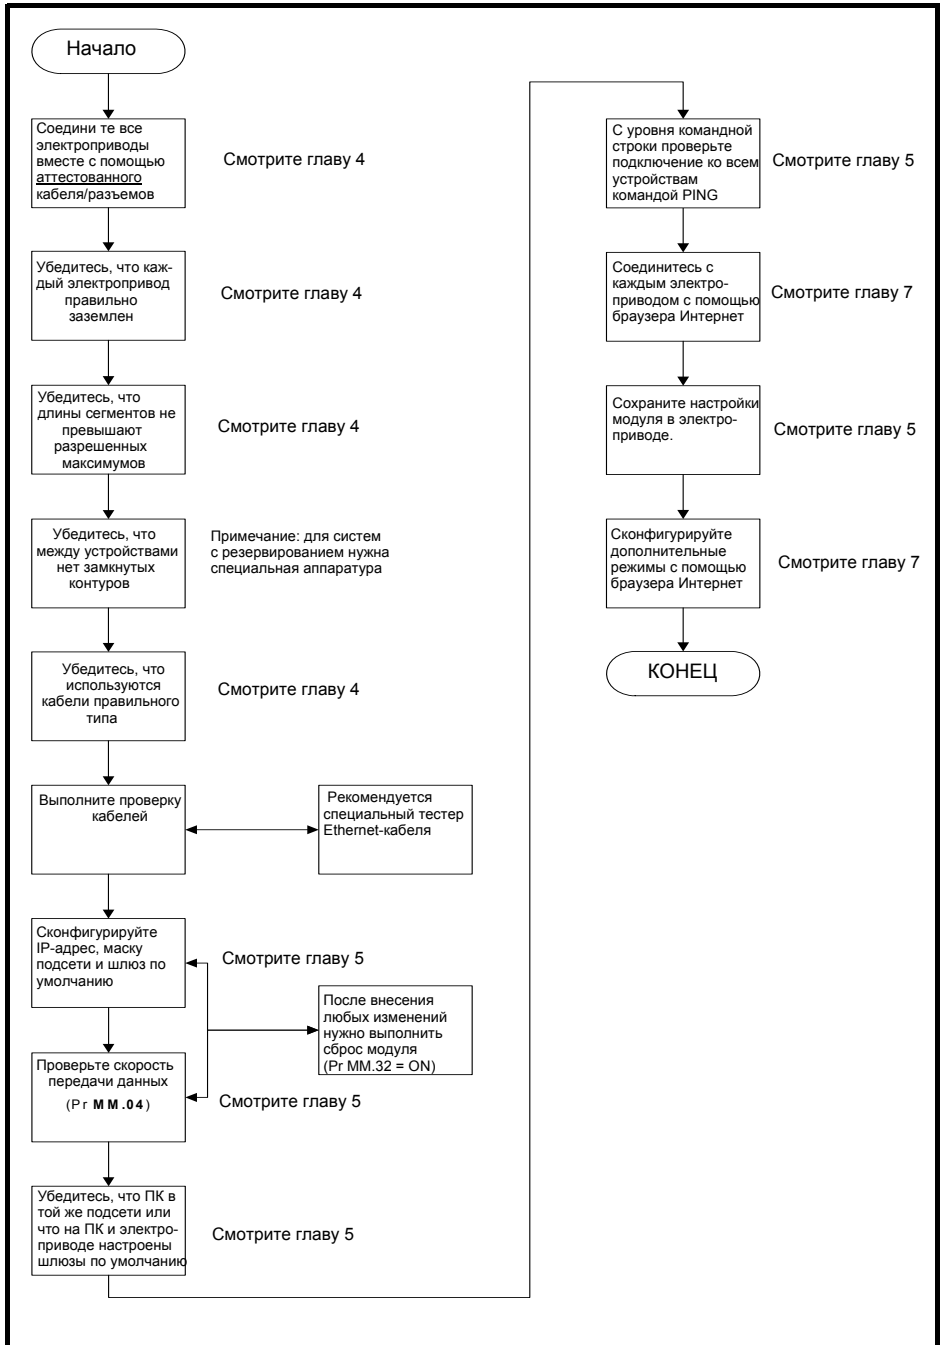 Начало
Соедини те все
электроприводы
вместе с помощью
аттестованного
кабеля/разъемов
Смотрите главу 4
Убедитесь, что каж-
дый электропривод
правильно
заземлен
Смотрите главу 4
Убедитесь, что
длины сегментов не
превышают
разрешенных
максимумов
Смотрите главу 4
Убедитесь, что
между устройствами
нет замкнутых
контуров
Примечание: для систем
с резервированием нужна
специальная аппаратура
Убедитесь, что
используются
кабели правильного
типа
Смотрите главу 4
Выполните проверку
кабелей
Рекомендуется
специальный тестер
Ethernet-кабеля
Сконфигурируйте
IP-адрес, маску
подсети и шлюз по
умолчанию
Смотрите главу 5
После внесения
любых изменений
нужно выполнить
сброс модуля
(Pr MM.32 = ON)
Проверьте скорость
передачи данных
(Pr MM.04)
Смотрите главу 5
Убедитесь, что ПК в
той же подсети или
что на ПК и электро-
приводе настроены
шлюзы по умолчанию
Смотрите главу 5
С уровня командной
строки проверьте
подключение ко всем
устройствам
командой PING
Смотрите главу 5
Соединитесь с
каждым электро-
приводом с помощью
браузера Интернет
Смотрите главу 7
Сохраните настройки
модуля в электро-
приводе.
Смотрите главу 5
Сконфигурируйте
дополнительные
режимы с помощью
браузера Интернет
Смотрите главу 7
КОНЕЦ